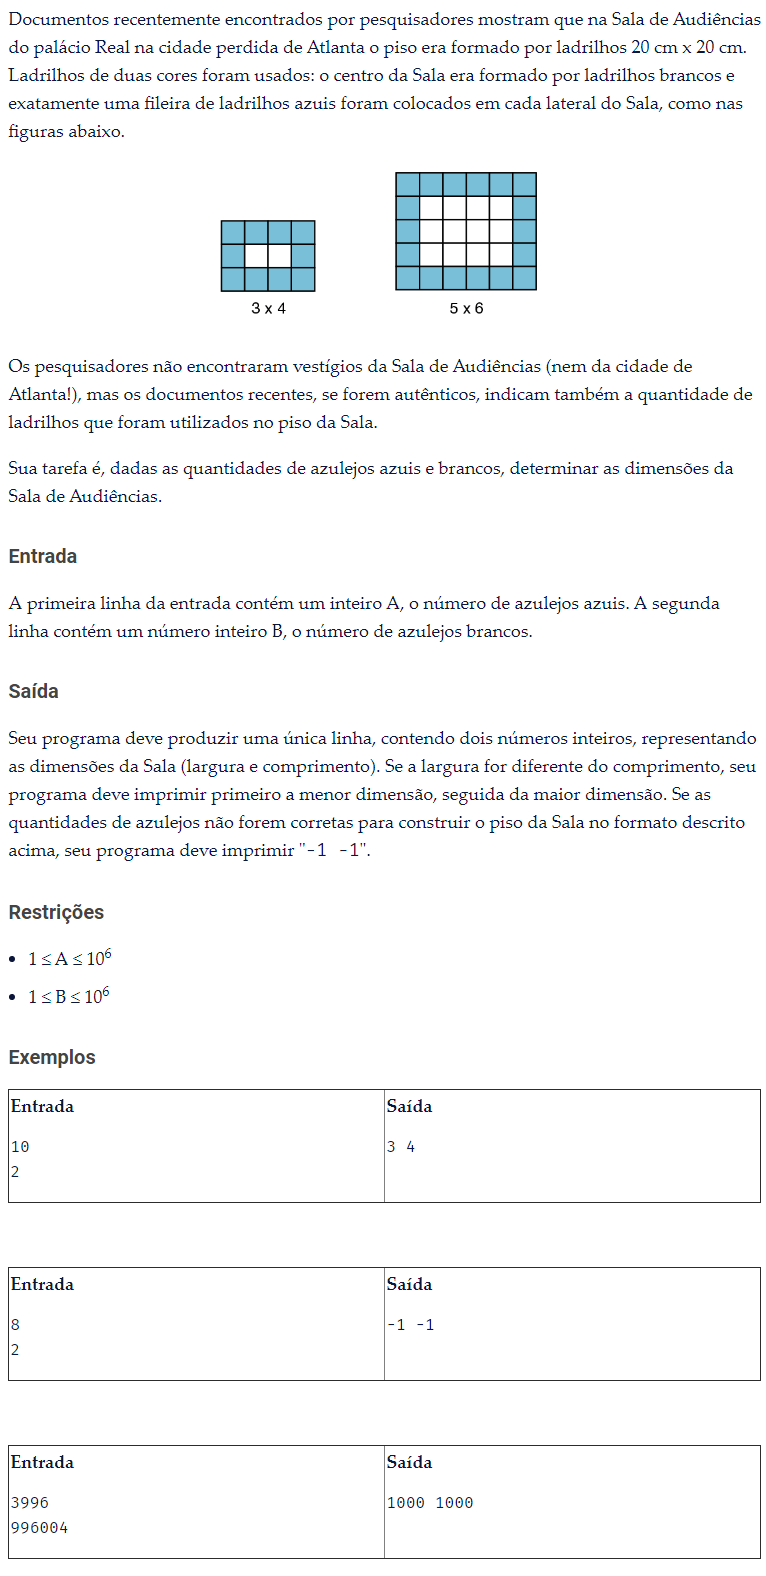 Documentos recentemente encontrados por pesquisadores mostram que na Sala de Audiências
do palácio Real na cidade perdida de Atlanta o piso era formado por ladrilhos 20 cm x 20 cm.
Ladrilhos de duas cores foram usados: o centro da Sala era formado por ladrilhos brancos e
exatamente uma fileira de ladrilhos azuis foram colocados em cada lateral do Sala, como nas
figuras abaixo.
3 x 4
5 x 6
Os pesquisadores não encontraram vestígios da Sala de Audiências (nem da cidade de
Atlanta!), mas os documentos recentes, se forem autênticos, indicam também a quantidade de
ladrilhos que foram utilizados no piso da Sala.
Sua tarefa é, dadas as quantidades de azulejos azuis e brancos, determinar as dimensões da
Sala de Audiências.
Entrada
A primeira linha da entrada contém um inteiro A, o número de azulejos azuis. A segunda
linha contém um número inteiro B, o número de azulejos brancos.
Saída
Seu programa deve produzir uma única linha, contendo dois números inteiros, representando
as dimensões da Sala (largura e comprimento). Se a largura for diferente do comprimento, seu
programa deve imprimir primeiro a menor dimensão, seguida da maior dimensão. Se as
quantidades de azulejos não forem corretas para construir o piso da Sala no formato descrito
acima, seu programa deve imprimir "-1 -1".
Restrições
• 1 ≤ A ≤ 10⁶
• 1 ≤ B ≤ 10⁶
Exemplos
Entrada
10
2
Saída
3 4
Entrada
8
2
Saída
-1 -1
Entrada
3996
996004
Saída
1000 1000